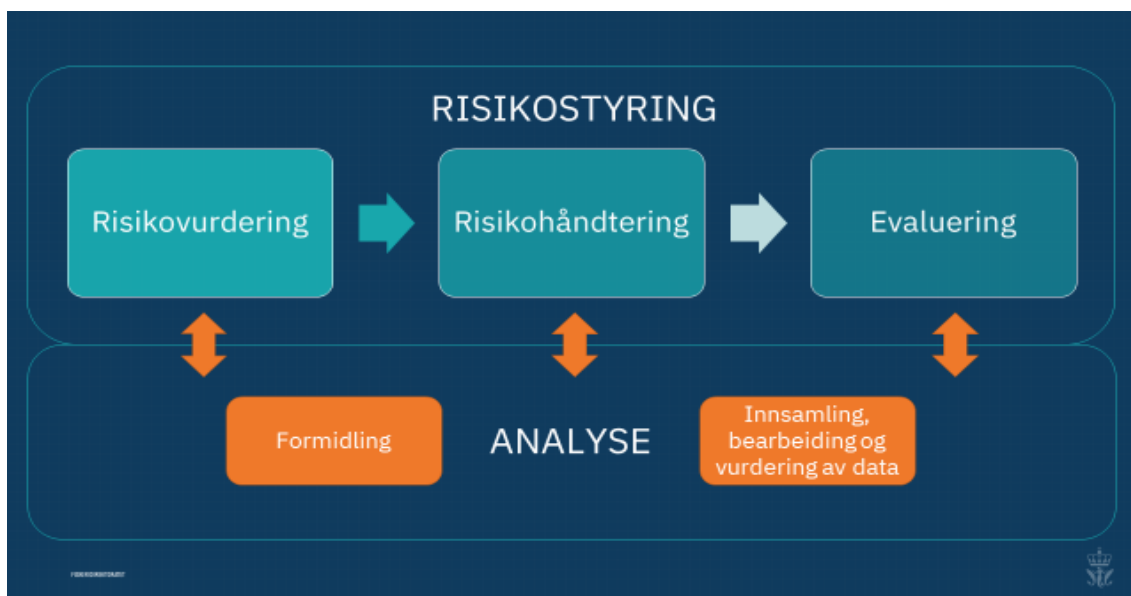 RISIKOSTYRING
Risikovurdering
Risikohåndtering
Evaluering
Formidling
ANALYSE
Innsamling,
bearbeiding og
vurdering av data